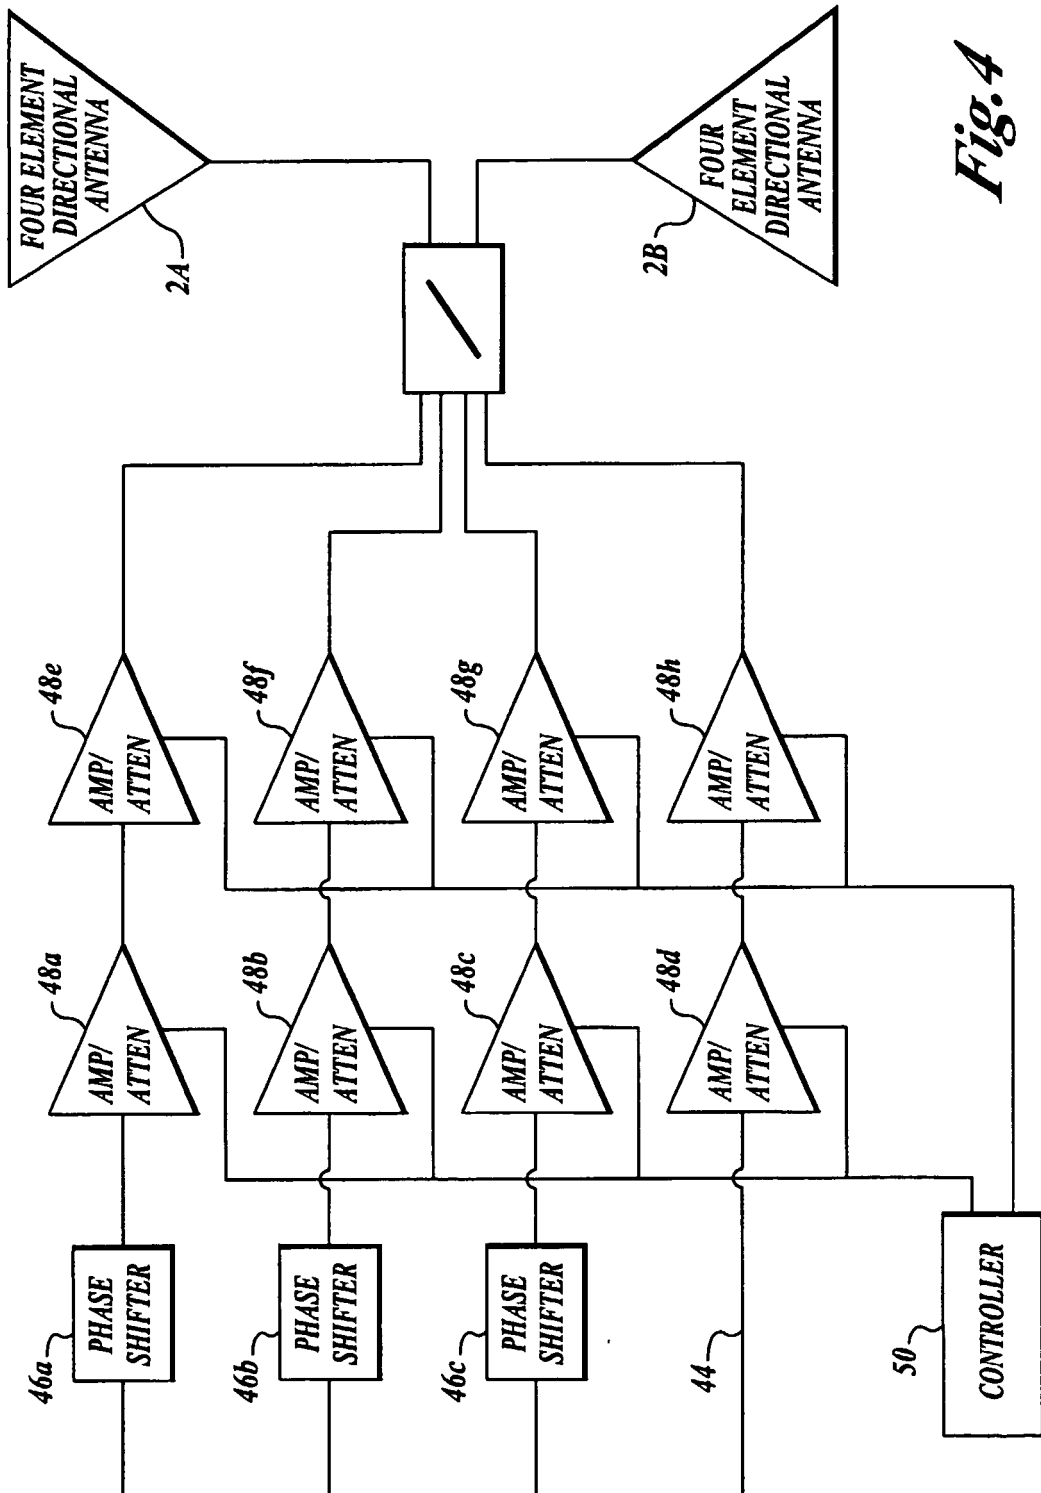 46a
PHASE
SHIFTER
48a
AMP/
ATTEN
48e
AMP/
ATTEN
FOUR ELEMENT
DIRECTIONAL
ANTENNA
2A
46b
PHASE
SHIFTER
48b
AMP/
ATTEN
48f
AMP/
ATTEN
46c
PHASE
SHIFTER
48c
AMP/
ATTEN
48g
AMP/
ATTEN
2B
FOUR
ELEMENT
DIRECTIONAL
ANTENNA
44
48d
AMP/
ATTEN
48h
AMP/
ATTEN
50
CONTROLLER
Fig.4